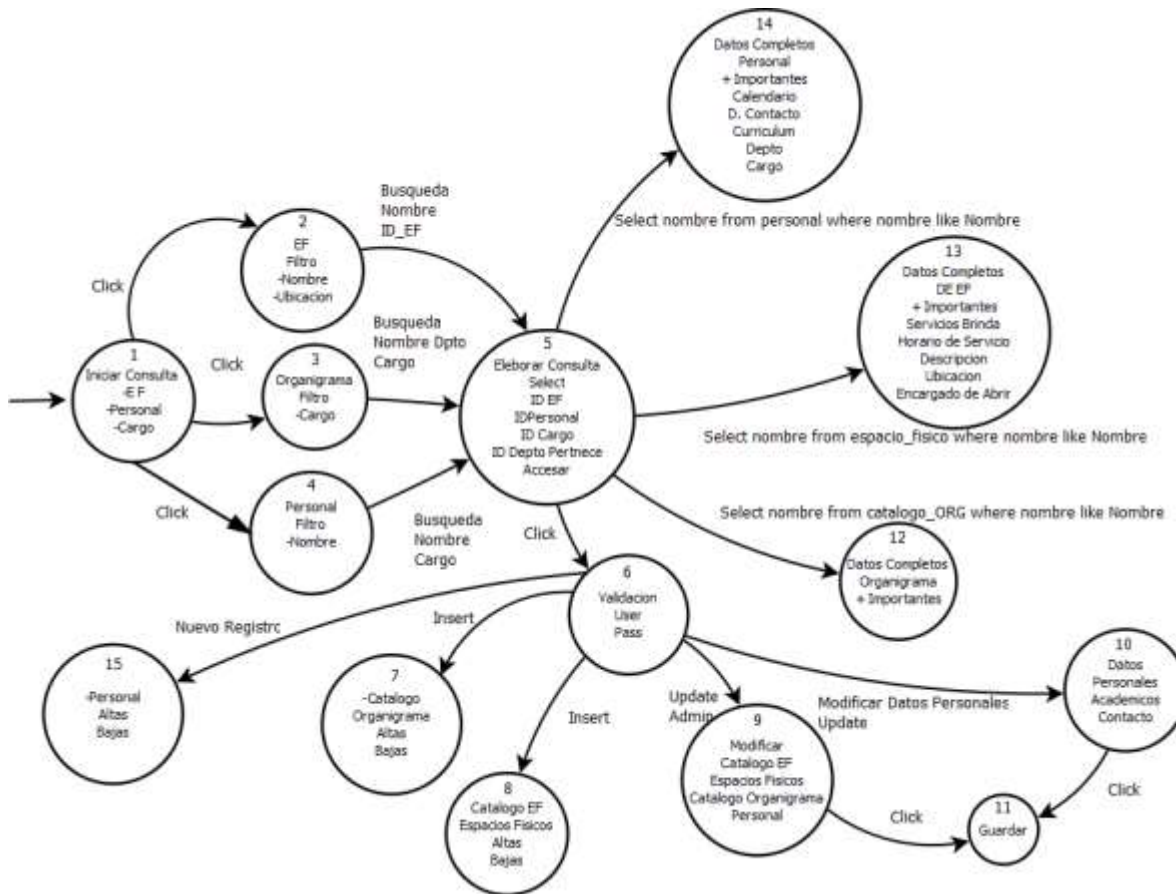 14
Datos Completos
Personal
+ Importantes
Calendario
D. Contacto
Curriculum
Depto
Cargo
Select nombre from personal where nombre like Nombre
Busqueda
Nombre
ID_EF
2
EF
Filtro
-Nombre
-Ubicacion
Click
13
Datos Completos
DE EF
+ Importantes
Servicios Brinda
Horario de Servicio
Descripcion
Ubicacion
Encargado de Abrir
Select nombre from espacio_fisico where nombre like Nombre
1
Iniciar Consulta
-E F
-Personal
-Cargo
Click
3
Organigrama
Filtro
-Cargo
Busqueda
Nombre Dpto
Cargo
5
Eleborar Consulta
Select
ID EF
IDPersonal
ID Cargo
ID Depto Pertnece
Accesar
Click
4
Personal
Filtro
-Nombre
Busqueda
Nombre
Cargo
Click
Select nombre from catalogo_ORG where nombre like Nombre
12
Datos Completos
Organigrama
+ Importantes
6
Validacion
User
Pass
Nuevo Registrc
15
-Personal
Altas
Bajas
Insert
7
-Catalogo
Organigrama
Altas
Bajas
Insert
8
Catalogo EF
Espacios Fisicos
Altas
Bajas
Update
Admin
9
Modificar
Catalogo EF
Espacios Fisicos
Catalogo Organigrama
Personal
Modificar Datos Personales
Update
10
Datos
Personales
Academicos
Contacto
Click
Click
11
Guardar